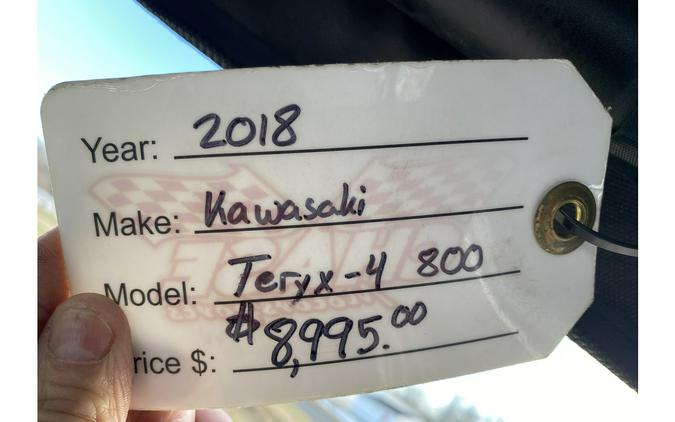 Year: 2018
Make: Kawasaki
Model: Teryx-4 800
rice $: $8,995.00